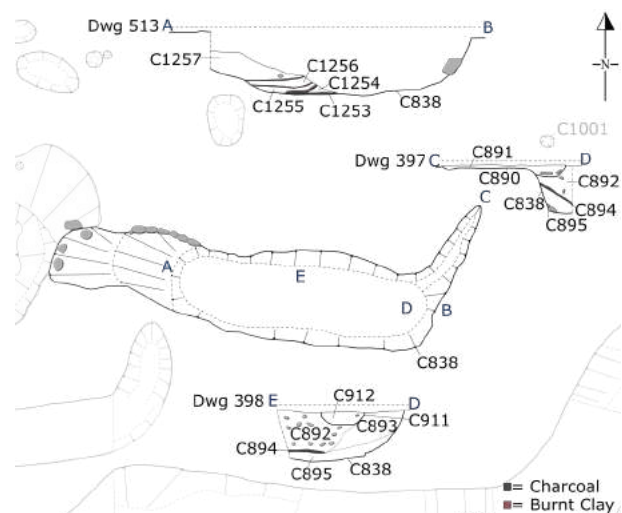 Dwg 513 A B
C1257
C1256
C1254
C1255 C1253 C838
N
C1001
Dwg 397 C C891 D
C890 C892
C838
C894
C895
C
A
E
D B
C838
Dwg 398 E C912 D
C911
C892 C893
C894
C895 C838
= Charcoal
= Burnt Clay